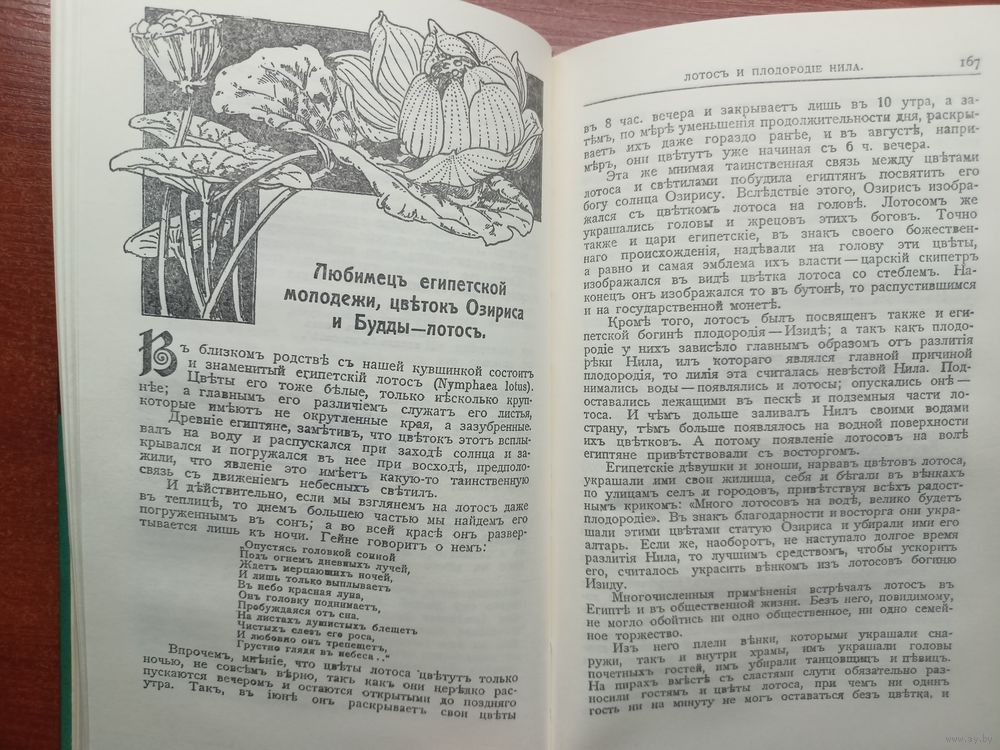 Любимецъ египетской
молодежи, цвѣтокъ Озириса
и Будды—лотосъ.
Въ близкомъ родствѣ съ нашей кувшинкой состоитъ
и знаменитый египетскій лотосъ (Nymphaea lotus).
Цвѣты его тоже бѣлые, только нѣсколько круп-
нѣе; а главнымъ его различіемъ служатъ его листья,
которые имѣютъ не округленные края, а зазубренные.
Древніе египтяне, замѣтивъ, что цвѣтокъ этотъ всплы-
валъ на воду и распускался при заходѣ солнца и за-
крывался и погружался въ нее при восходѣ, предполо-
жили, что явленіе это имѣетъ какую-то таинственную
связь съ движеніемъ небесныхъ свѣтилъ.
И дѣйствительно, если мы взглянемъ на лотосъ даже
въ теплицѣ, то днемъ большею частью мы найдемъ его
погруженнымъ въ сонъ; а во всей красѣ онъ развер-
тывается лишь къ ночи. Гейне говоритъ о немъ:
"Опустясь головкой сонной
Подъ огнемъ дневныхъ лучей,
Ждетъ мерцающихъ ночей,
И лишь только выплываетъ
Въ небо красная луна,
Онъ головку поднимаетъ,
Пробуждаяся отъ сна.
На листахъ душистыхъ блещетъ
Чистыхъ слезъ его роса,
И любовно онъ трепещетъ,
Грустно глядя въ небеса.."
Впрочемъ, мнѣніе, что цвѣты лотоса цвѣтутъ только
ночью, не совсѣмъ вѣрно, такъ какъ они нерѣдко рас-
пускаются вечеромъ и остаются открытыми до поздняго
утра. Такъ, въ іюнѣ онъ раскрываетъ свои цвѣты
ЛОТОСЪ И ПЛОДОРОДІЕ НИЛА. 167
въ 8 час. вечера и закрываетъ лишь въ 10 утра, а за-
тѣмъ, по мѣрѣ уменьшенія продолжительности дня, раскры-
ваетъ ихъ даже гораздо ранѣе, и въ августѣ, напри-
мѣръ, они цвѣтутъ уже начиная съ 6 ч. вечера.
Эта же мнимая таинственная связь между цвѣтами
лотоса и свѣтилами побудила египтянъ посвятить его
богу солнца Озирису. Вслѣдствіе этого, Озирисъ изобра-
жался съ цвѣткомъ лотоса на головѣ. Лотосомъ же
украшались головы и жрецовъ этихъ боговъ. Точно
также и цари египетскіе, въ знакъ своего божествен-
наго происхожденія, надѣвали на голову эти цвѣты,
а равно и самая эмблема ихъ власти—царскій скипетръ
изображался въ видѣ цвѣтка лотоса со стеблемъ. На-
конецъ онъ изображался то въ бутонѣ, то распустившимся
и на государственной монетѣ.
Кромѣ того, лотосъ былъ посвященъ также и еги-
петской богинѣ плодородія—Изидѣ; а такъ какъ плодо-
родіе у нихъ зависѣло главнымъ образомъ отъ разлитія
рѣки Нила, илъ котораго являлся главной причиной
плодородія, то лилія эта считалась невѣстой Нила. Под-
нимались воды—появлялись и лотосы; опускались онѣ—
оставались лежащими въ пескѣ и подземныя части ло-
тоса. И чѣмъ дольше заливалъ Нилъ своими водами
страну, тѣмъ больше появлялось на водной поверхности
ихъ цвѣтковъ. А потому появленіе лотосовъ на волѣ
египтяне привѣтствовали съ восторгомъ.
Египетскіе дѣвушки и юноши, нарвавъ цвѣтовъ лотоса,
украшали ими свои жилища, себя и бѣгали въ вѣнкахъ
по улицамъ селъ и городовъ, привѣтствуя всѣхъ радост-
нымъ крикомъ: «Много лотосовъ на водѣ, велико будетъ
плодородіе». Въ знакъ благодарности и восторга они укра-
шали этими цвѣтами статую Озириса и убирали ими его
алтарь. Если же, наоборотъ, не наступало долгое время
разлитія Нила, то лучшимъ средствомъ, чтобы ускорить
его, считалось украсить вѣнкомъ изъ лотосовъ богиню
Изиду.
Многочисленныя примѣненія встрѣчалъ лотосъ въ
Египтѣ и въ общественной жизни. Безъ него, повидимому,
не могло обойтись ни одно общественное, ни одно семей-
ное торжество.
Изъ него плели вѣнки, которыми украшали сна-
ружи, такъ и внутри храмы, имъ украшали головы
почетныхъ гостей, имъ убирали танцовщицъ и пѣвицъ.
На пирахъ вмѣстѣ съ сластями слуги обязательно раз-
носили гостямъ и цвѣты лотоса, при чемъ ни одинъ
гость ни на минуту не могъ оставаться безъ цвѣтка, и
www.ay.by